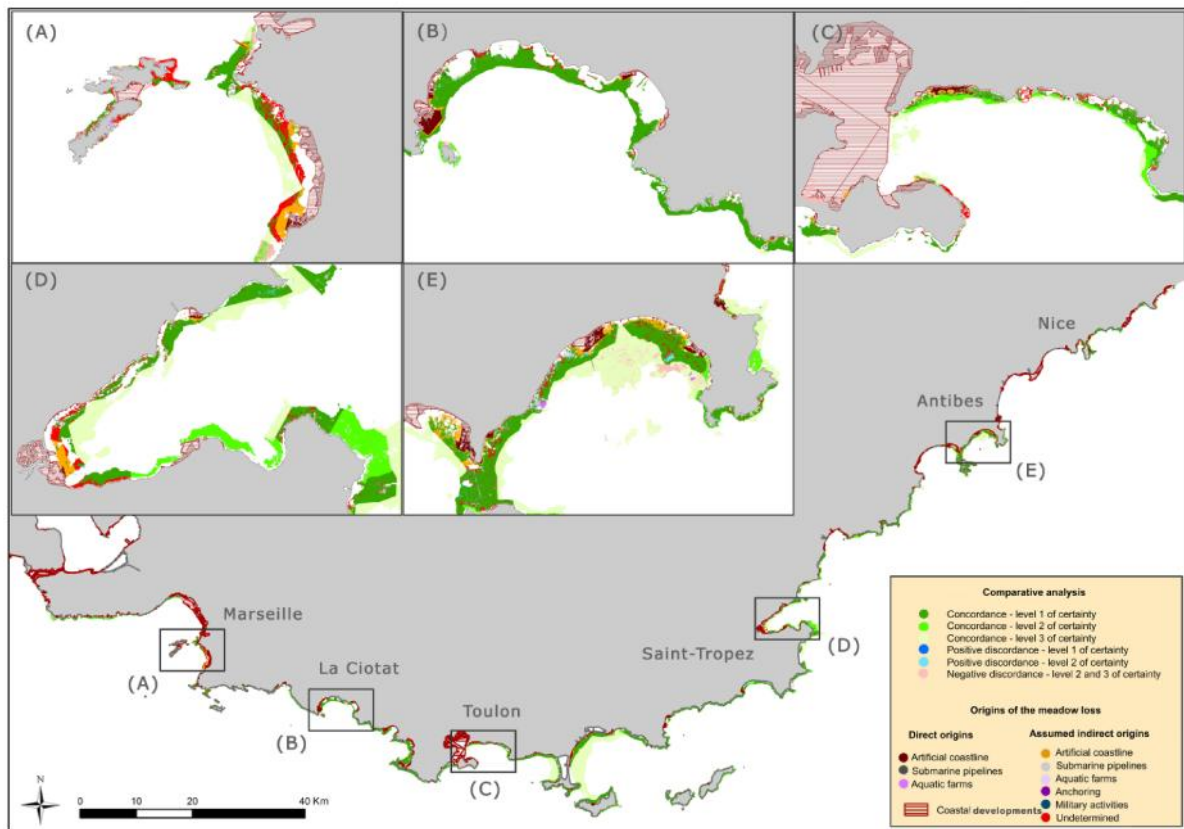 (A)
(B)
(C)
(D)
(E)
Nice
Antibes
(E)
Marseille
(A)
La Ciotat
(B)
Toulon
(C)
Saint-Tropez
(D)
N
0 10 20 40 Km
Comparative analysis
Concordance - level 1 of certainty
Concordance - level 2 of certainty
Concordance - level 3 of certainty
Positive discordance - level 1 of certainty
Positive discordance - level 2 of certainty
Negative discordance - level 2 and 3 of certainty
Origins of the meadow loss
Direct origins
Artificial coastline
Submarine pipelines
Aquatic farms
Coastal developments
Assumed indirect origins
Artificial coastline
Submarine pipelines
Aquatic farms
Anchoring
Military activities
Undetermined